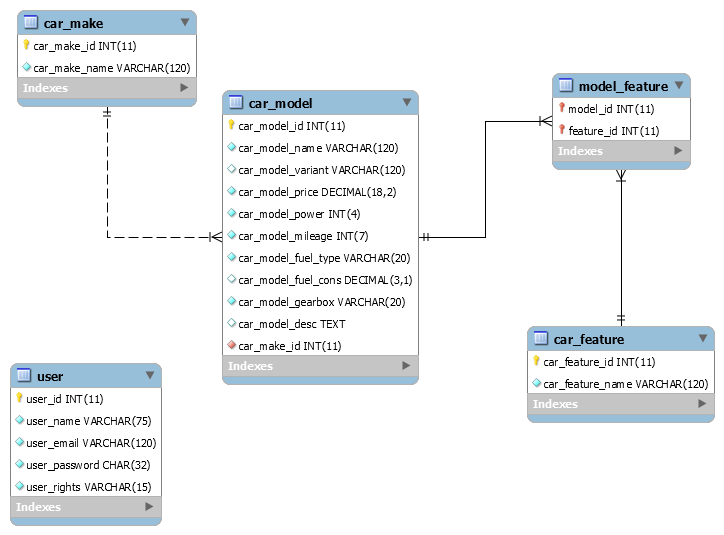 car_make
car_make_id INT(11)
car_make_name VARCHAR(120)
Indexes
car_model
car_model_id INT(11)
car_model_name VARCHAR(120)
car_model_variant VARCHAR(120)
car_model_price DECIMAL(18,2)
car_model_power INT(4)
car_model_mileage INT(7)
car_model_fuel_type VARCHAR(20)
car_model_fuel_cons DECIMAL(3,1)
car_model_gearbox VARCHAR(20)
car_model_desc TEXT
car_make_id INT(11)
Indexes
model_feature
model_id INT(11)
feature_id INT(11)
Indexes
car_feature
car_feature_id INT(11)
car_feature_name VARCHAR(120)
Indexes
user
user_id INT(11)
user_name VARCHAR(75)
user_email VARCHAR(120)
user_password CHAR(32)
user_rights VARCHAR(15)
Indexes